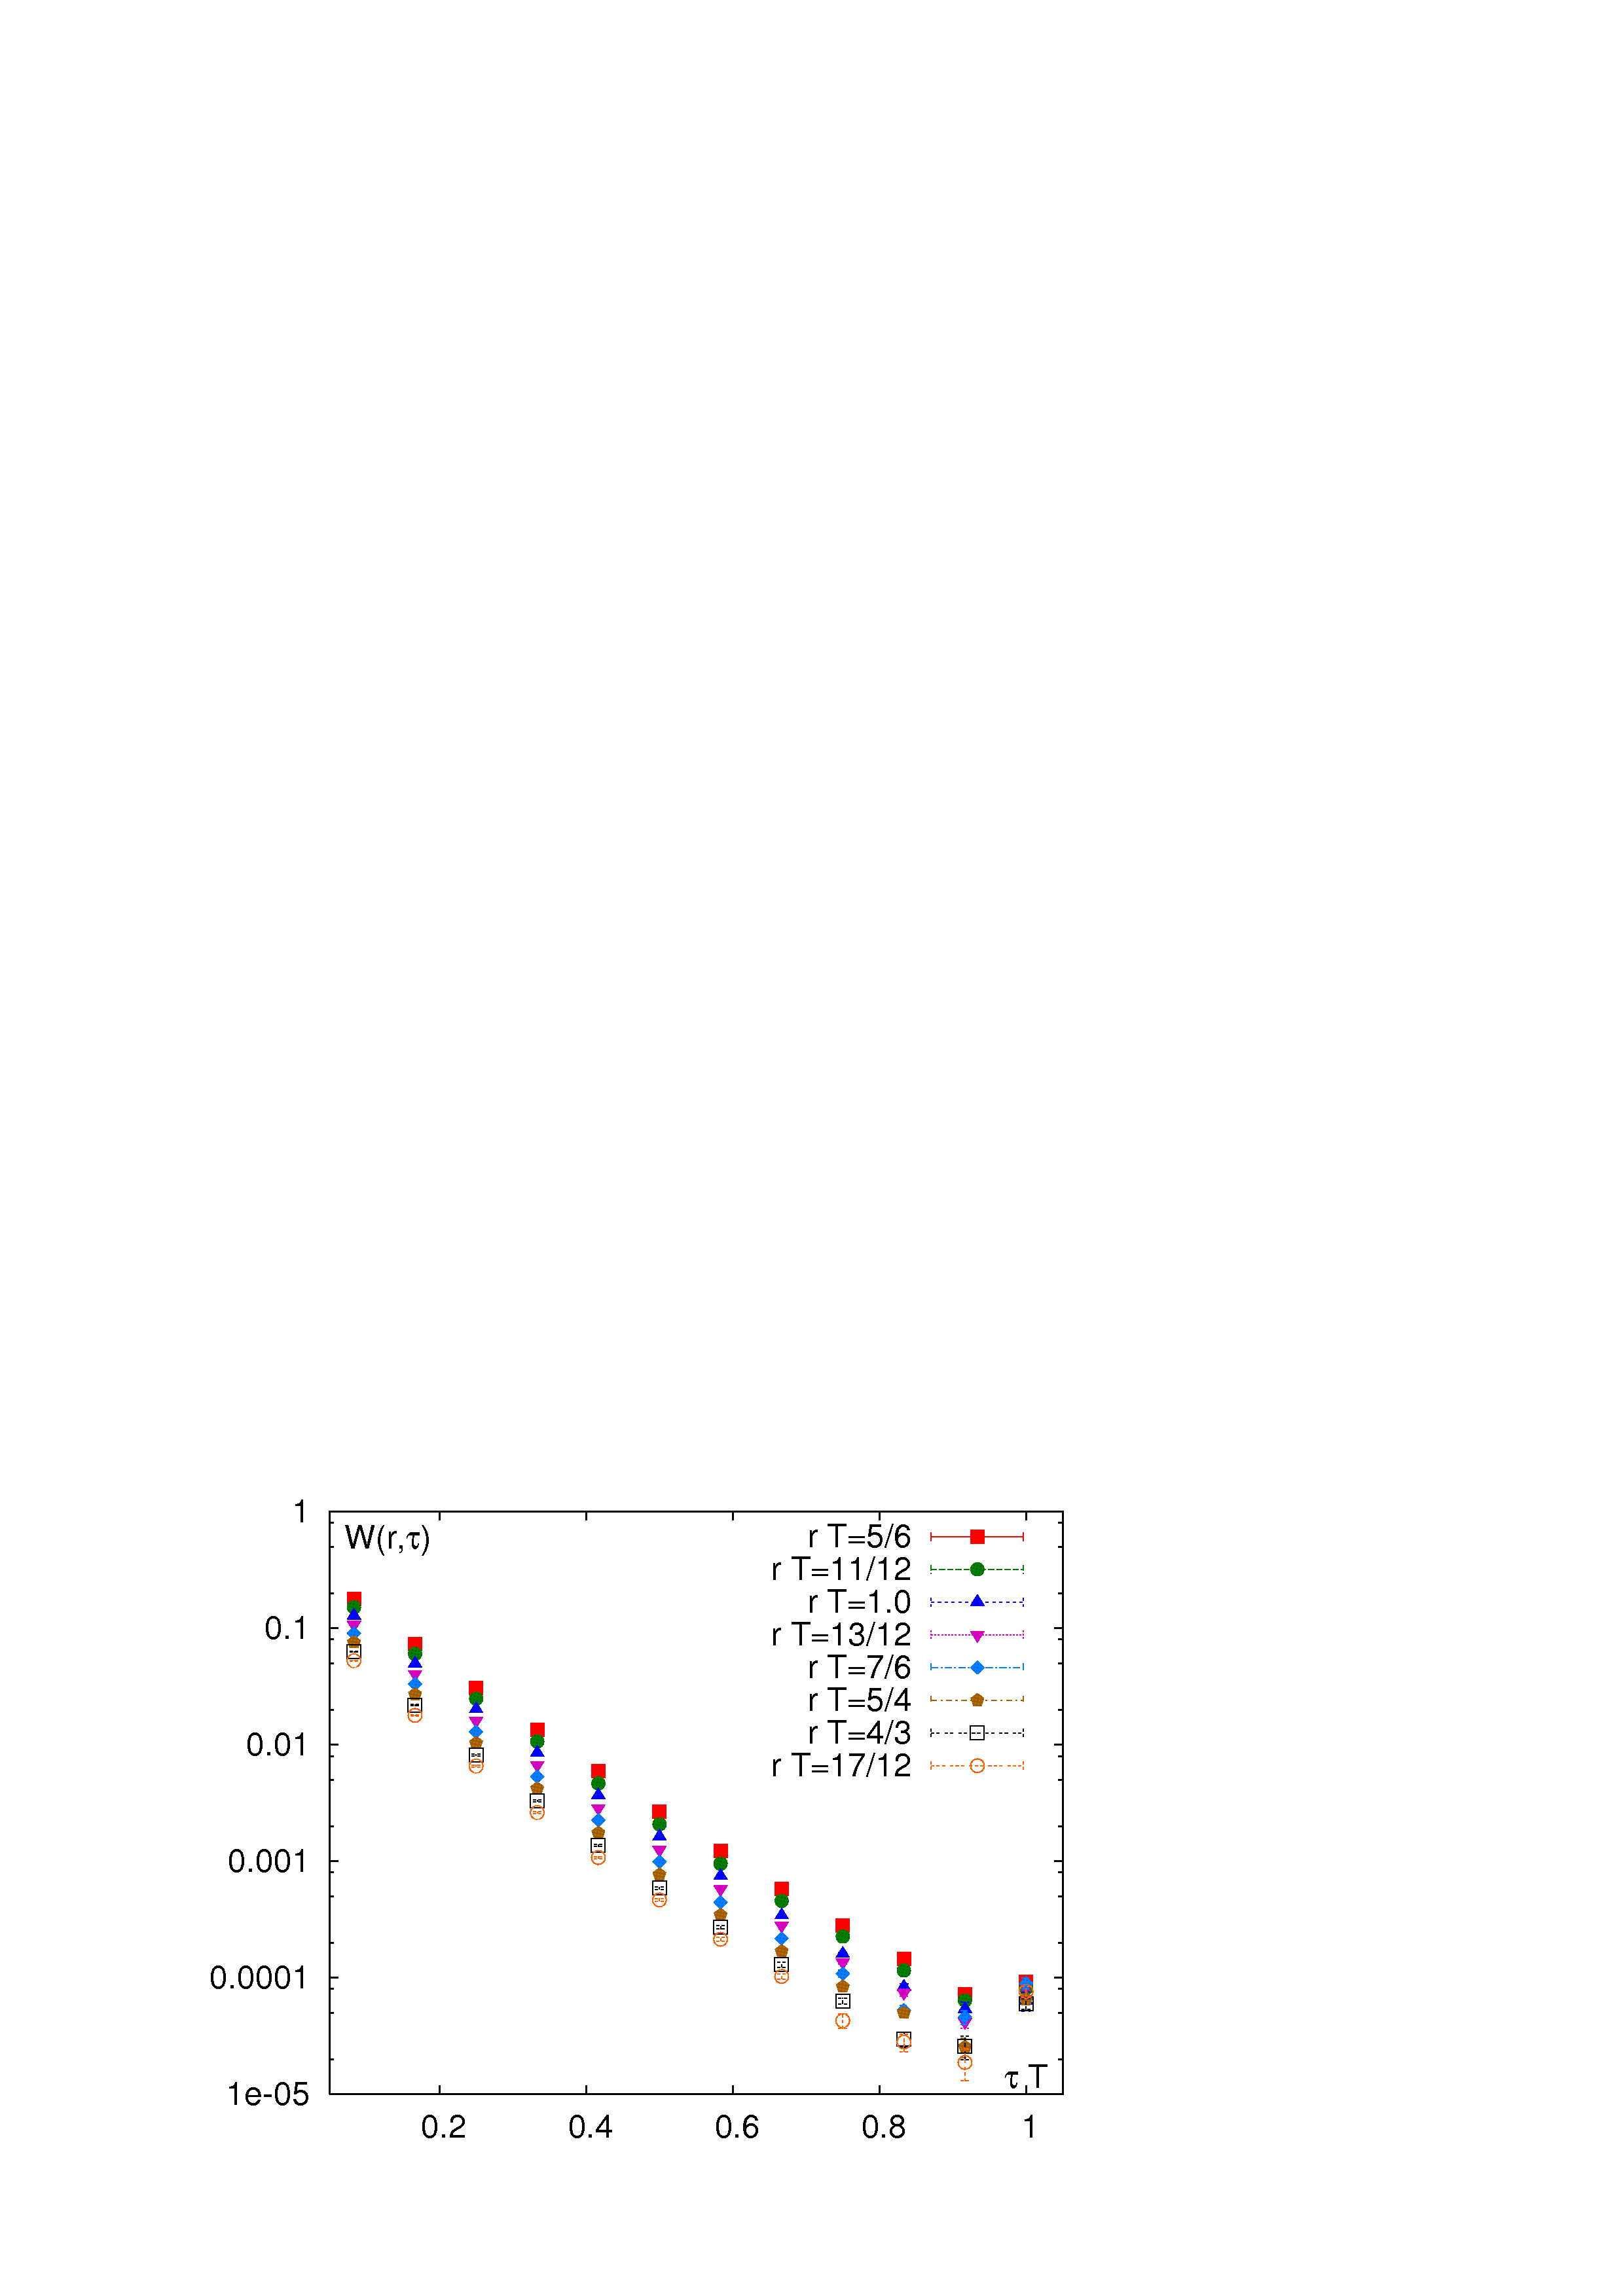 1
W(r,τ)
r T=5/6
r T=11/12
r T=1.0
0.1
r T=13/12
r T=7/6
r T=5/4
r T=4/3
0.01
r T=17/12
0.001
0.0001
τ T
1e-05
0.2 0.4 0.6 0.8 1